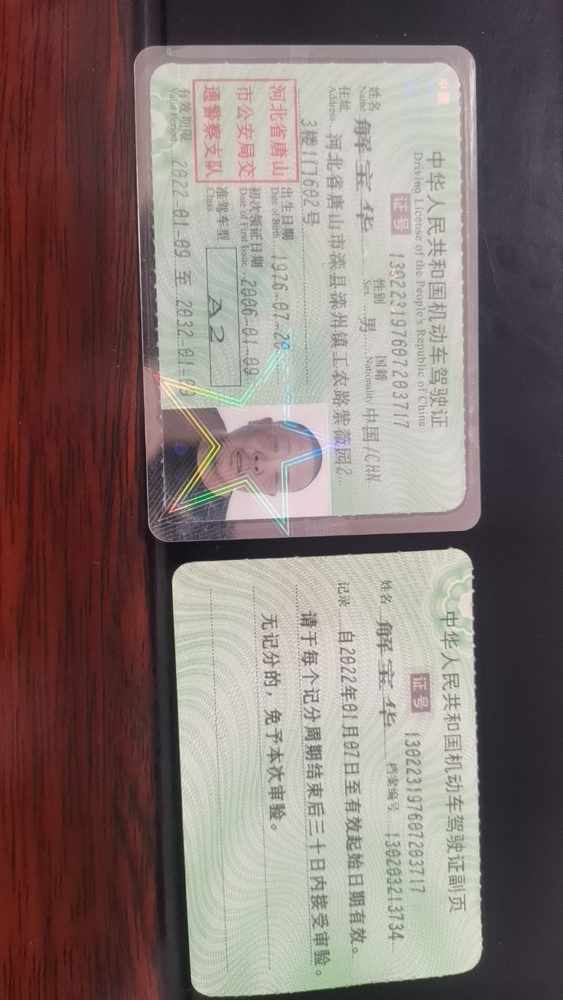 中华人民共和国机动车驾驶证
Driving License of the People's Republic of China
证号 130223197607203717
姓名 解宝华 性别 男 国籍 中国/CHN
Name Sex Nationality
住址 河北省唐山市滦县滦州镇工农路紫薇园2
Address
3楼1门602号
河北省唐山
市公安局交
通警察支队
出生日期 1976-07-20
Date of Birth
初次领证日期 2006-01-09
Date of First Issue
准驾车型 A2
Class
有效期限 2022-01-09 至 2032-01-09
Valid Period
中华人民共和国机动车驾驶证副页
证号 130223197607203717
姓名 解宝华 档案编号 130203213734
记录 自2022年01月07日至有效起始日期有效。
请于每个记分周期结束后三十日内接受审验。
无记分的，免予本次审验。